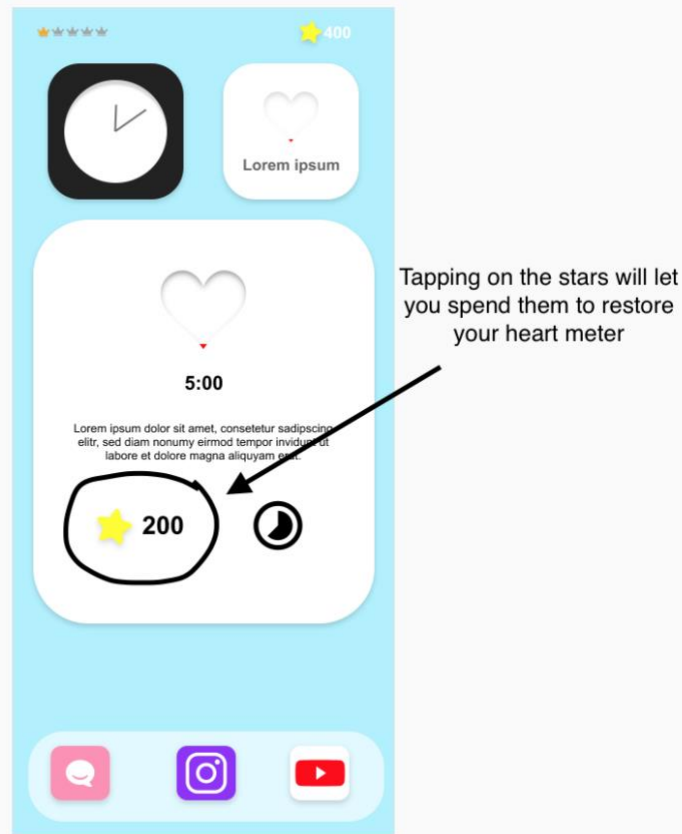 400
Lorem ipsum
Tapping on the stars will let
you spend them to restore
your heart meter
5:00
Lorem ipsum dolor sit amet, consetetur sadipscing
elitr, sed diam nonumy eirmod tempor invidunt ut
labore et dolore magna aliquyam erat.
200